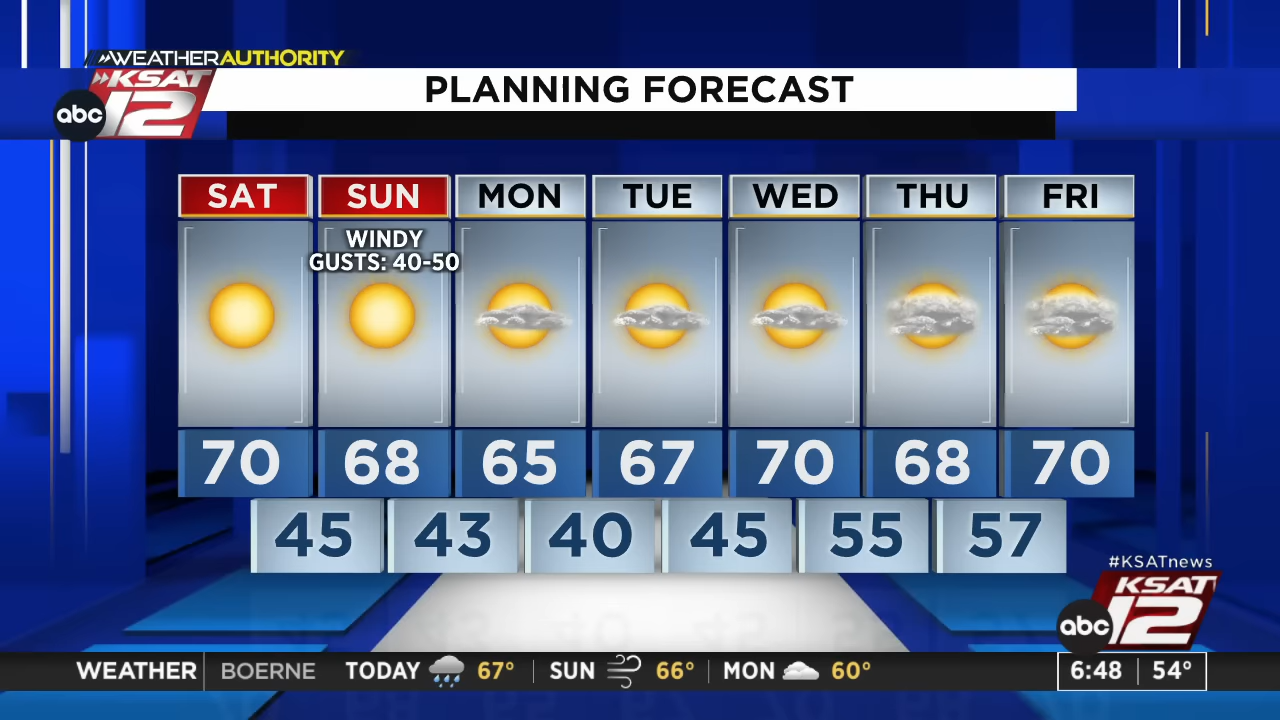 WEATHERAUTHORITY
KSAT
abc 12
PLANNING FORECAST
SAT SUN MON TUE WED THU FRI
WINDY
GUSTS: 40-50
70 68 65 67 70 68 70
45 43 40 45 55 57
#KSATnews
KSAT
abc 12
WEATHER BOERNE TODAY 67° SUN 66° MON 60° 6:48 54°